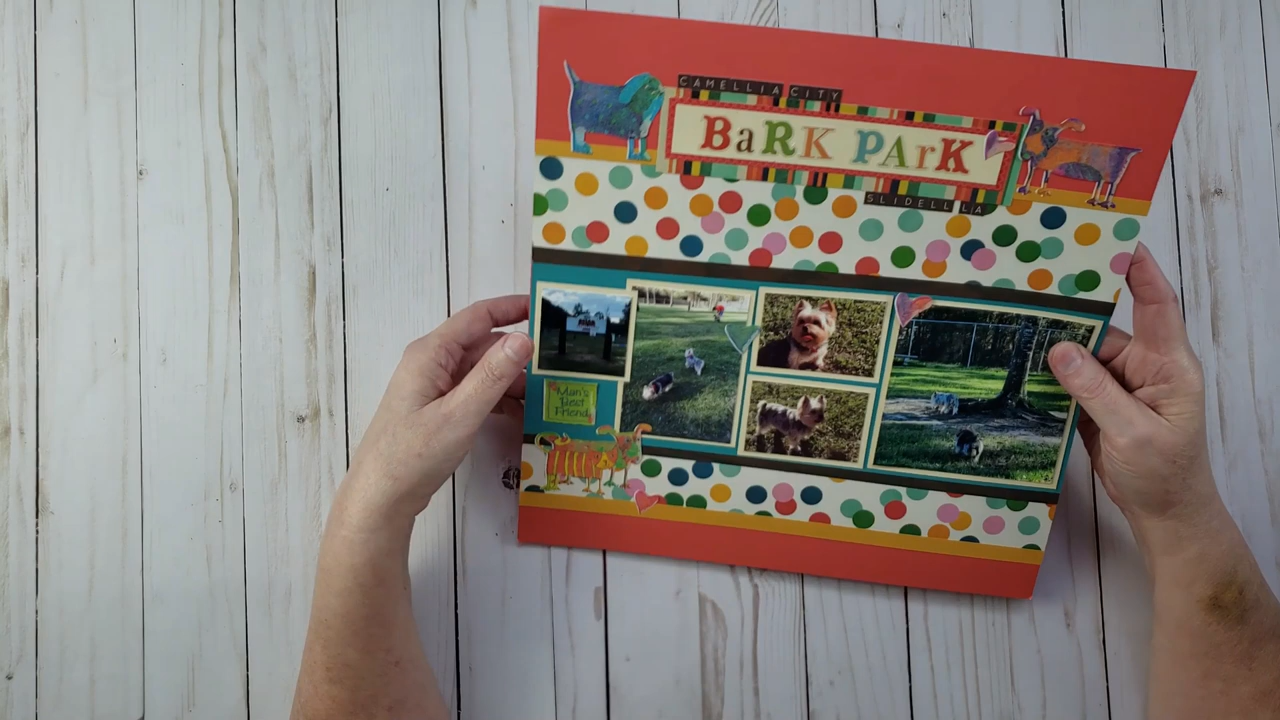 CAMELLIA CITY
BaRK PArK
SLIDELL LA
Man's
Best
Friend